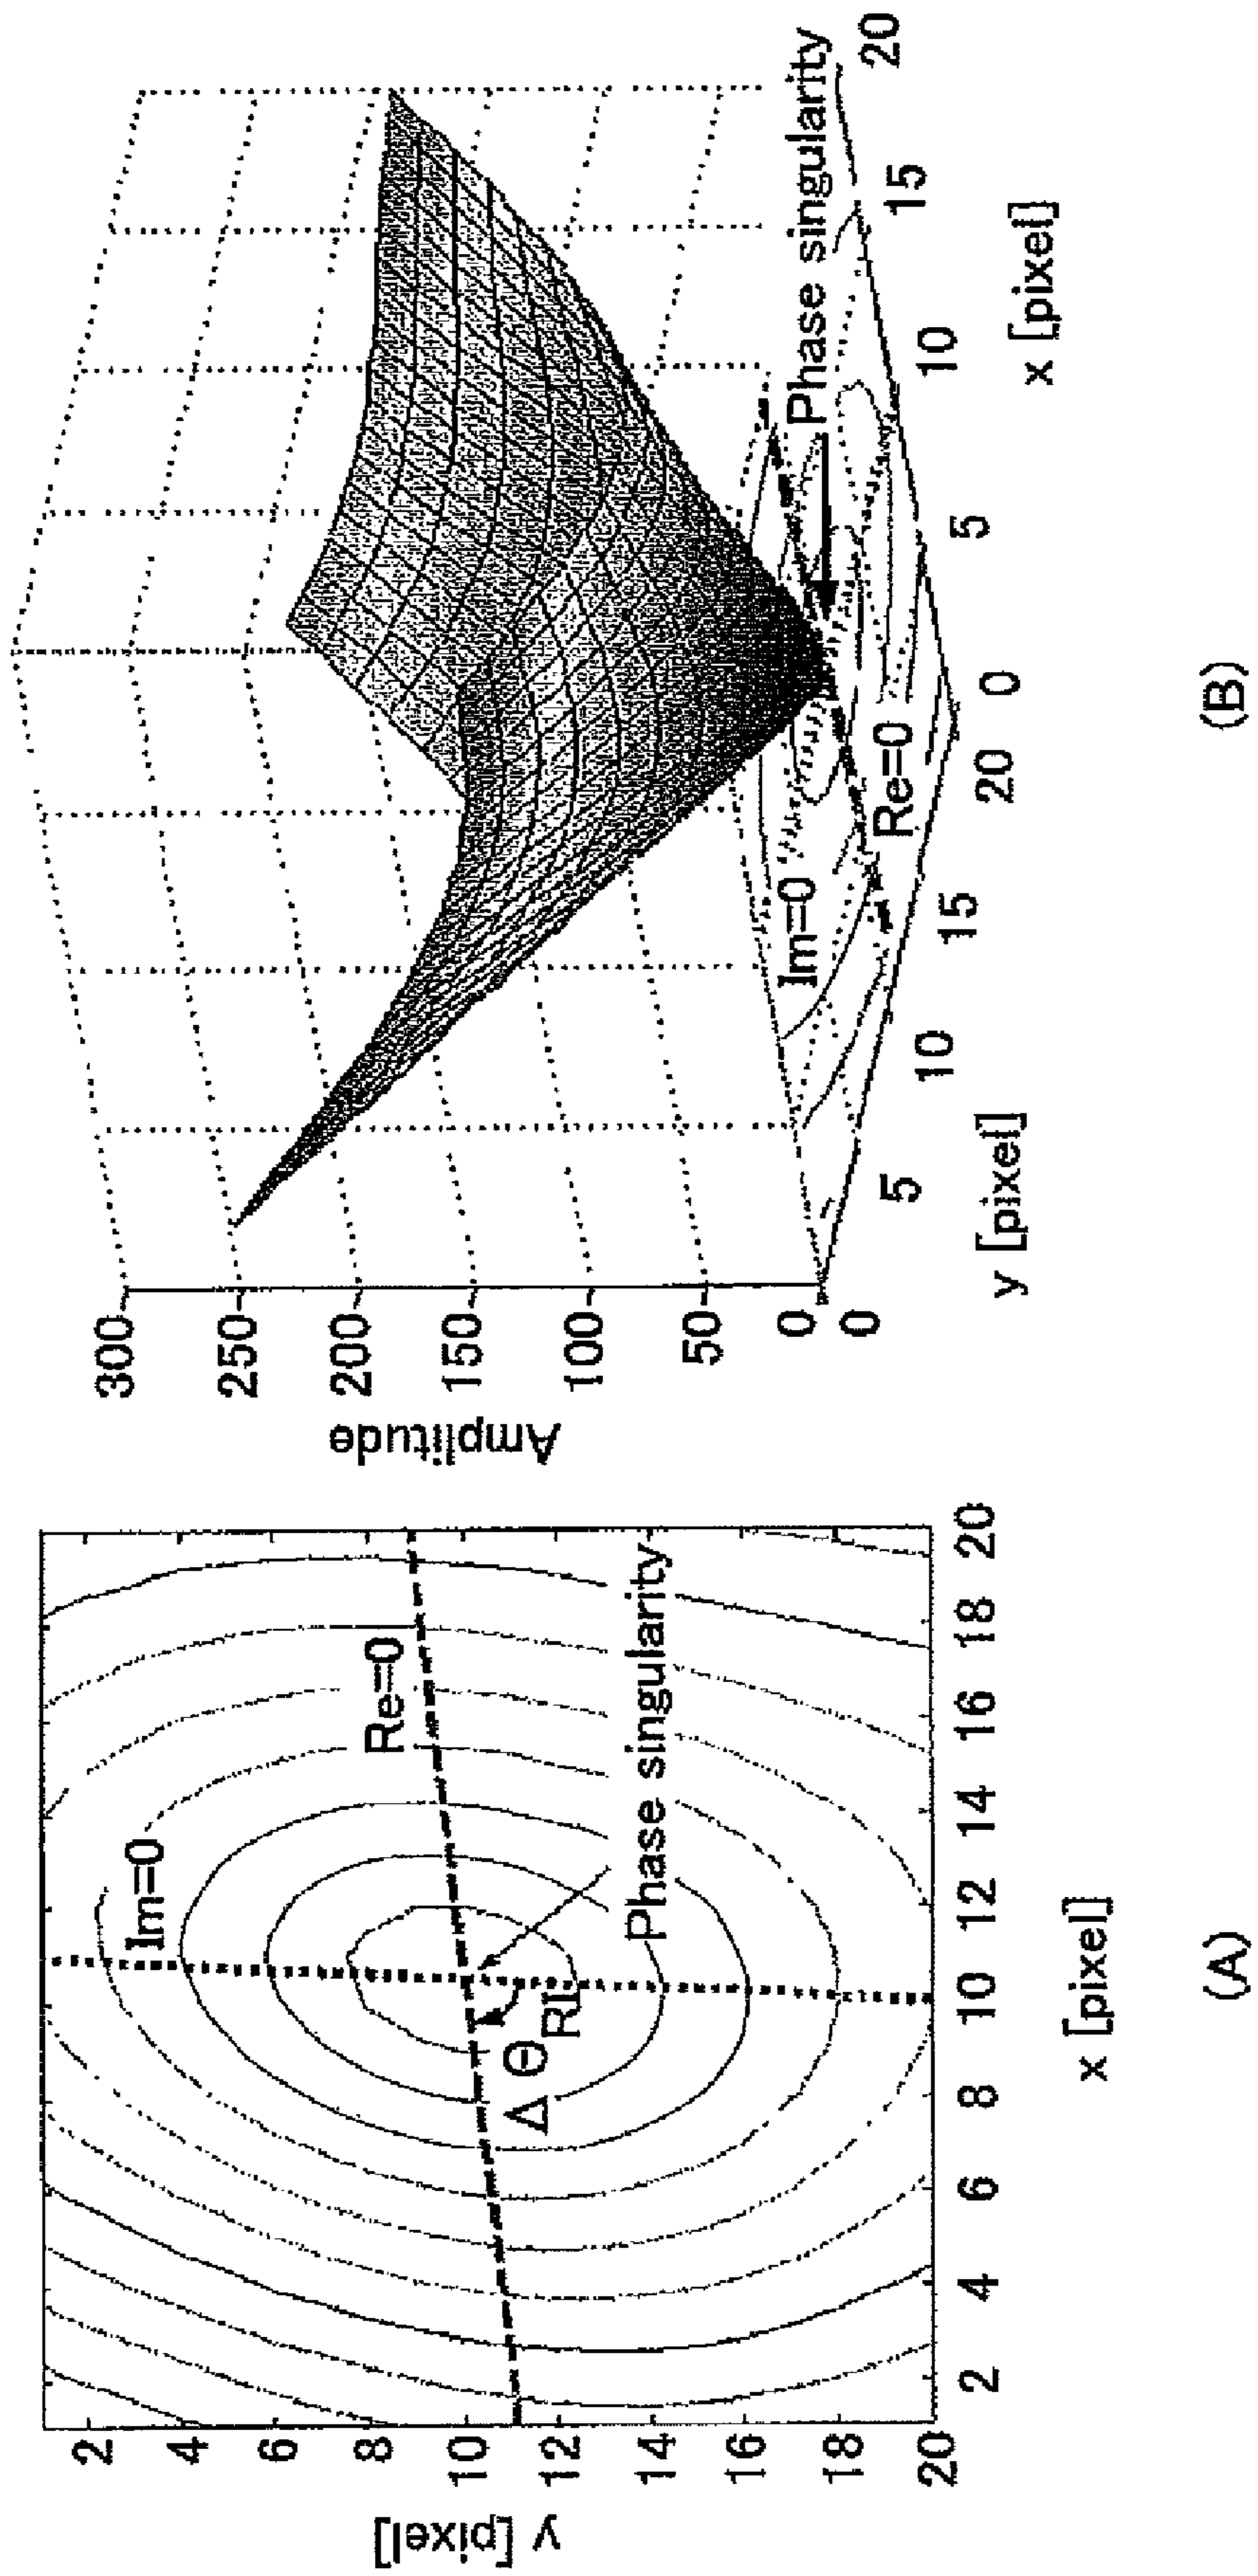 2
4
6
8
10
12
14
16
18
20
y [pixel]
Im=0
Re=0
Δθ RL
Phase singularity
2 4 6 8 10 12 14 16 18 20
x [pixel]
(A)
300
250
200
150
100
50
0
Amplitude
Im=0
Re=0
Phase singularity
0 5 10 15 20
y [pixel]
0 5 10 15 20
x [pixel]
(B)